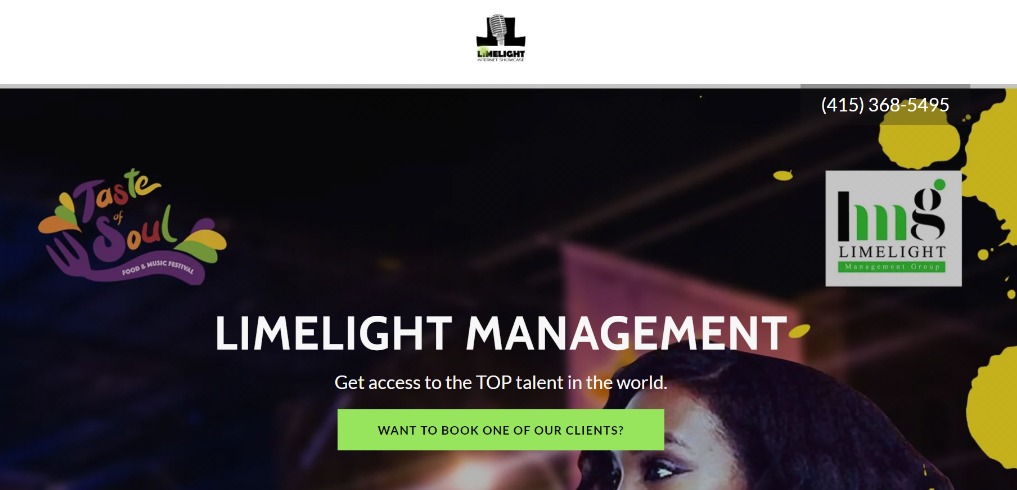 LIMELIGHT
INTERNET SHOWCASE
(415) 368-5495
Taste
of
Soul
FOOD & MUSIC FESTIVAL
lmg
LIMELIGHT
Management Group
LIMELIGHT MANAGEMENT
Get access to the TOP talent in the world.
WANT TO BOOK ONE OF OUR CLIENTS?